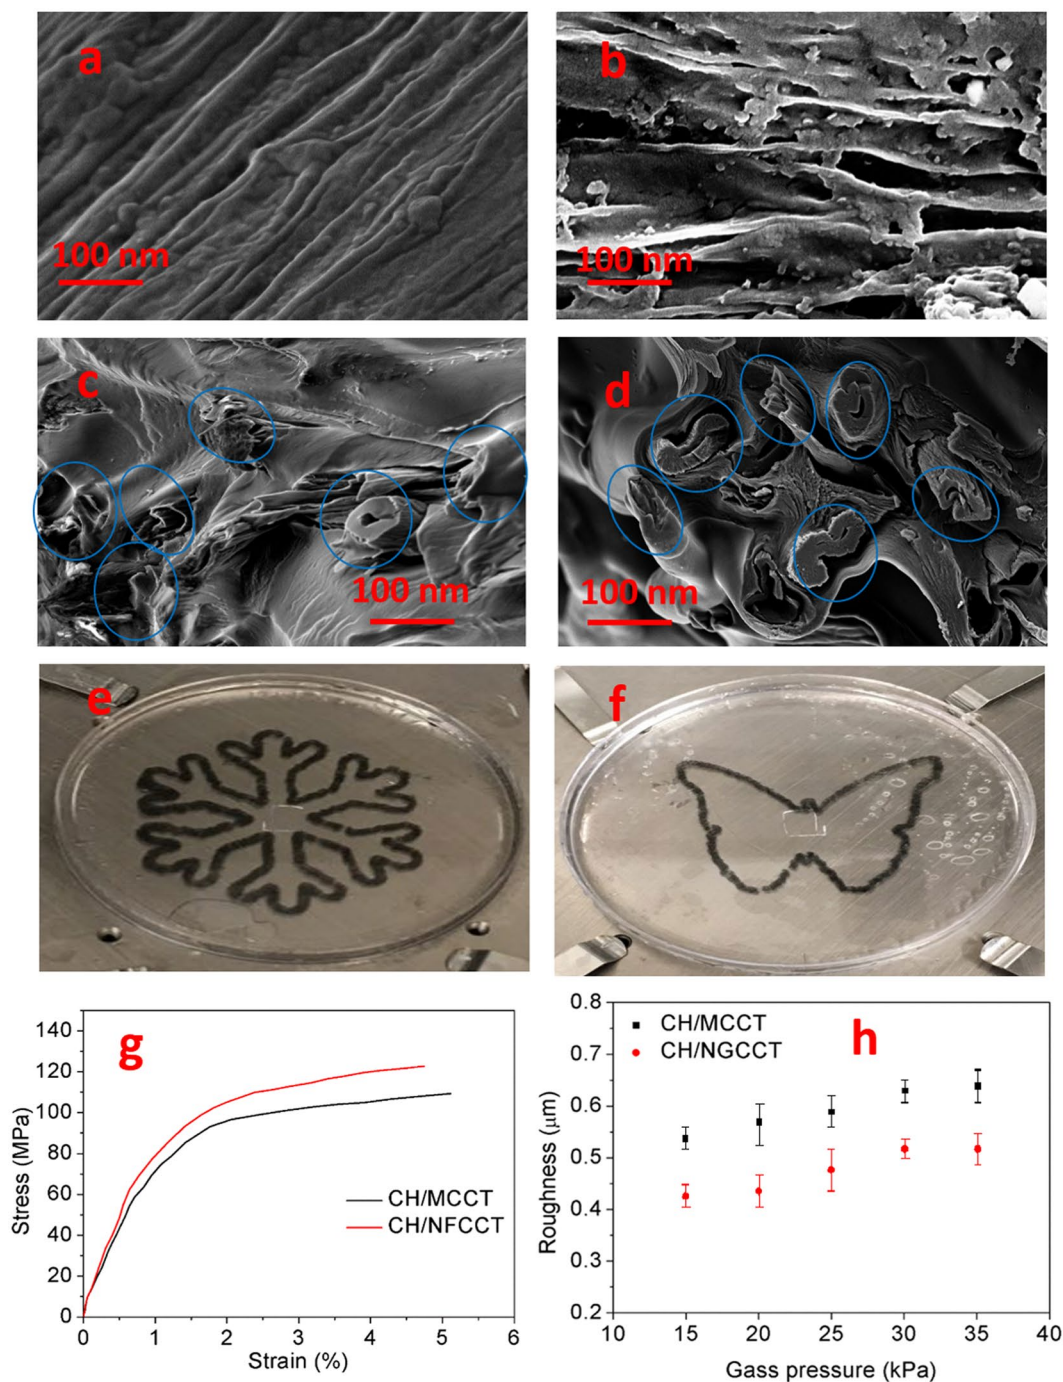 a
b
100 nm
100 nm
c
d
100 nm
100 nm
e
f
g
140
120
100
80
60
40
20
0
Stress (MPa)
CH/MCCT
CH/NFCCT
0 1 2 3 4 5 6
Strain (%)
h
0.8
0.7
0.6
0.5
0.4
0.3
0.2
Roughness (μm)
CH/MCCT
CH/NGCCT
15 20 25 30 35 40
Gass pressure (kPa)